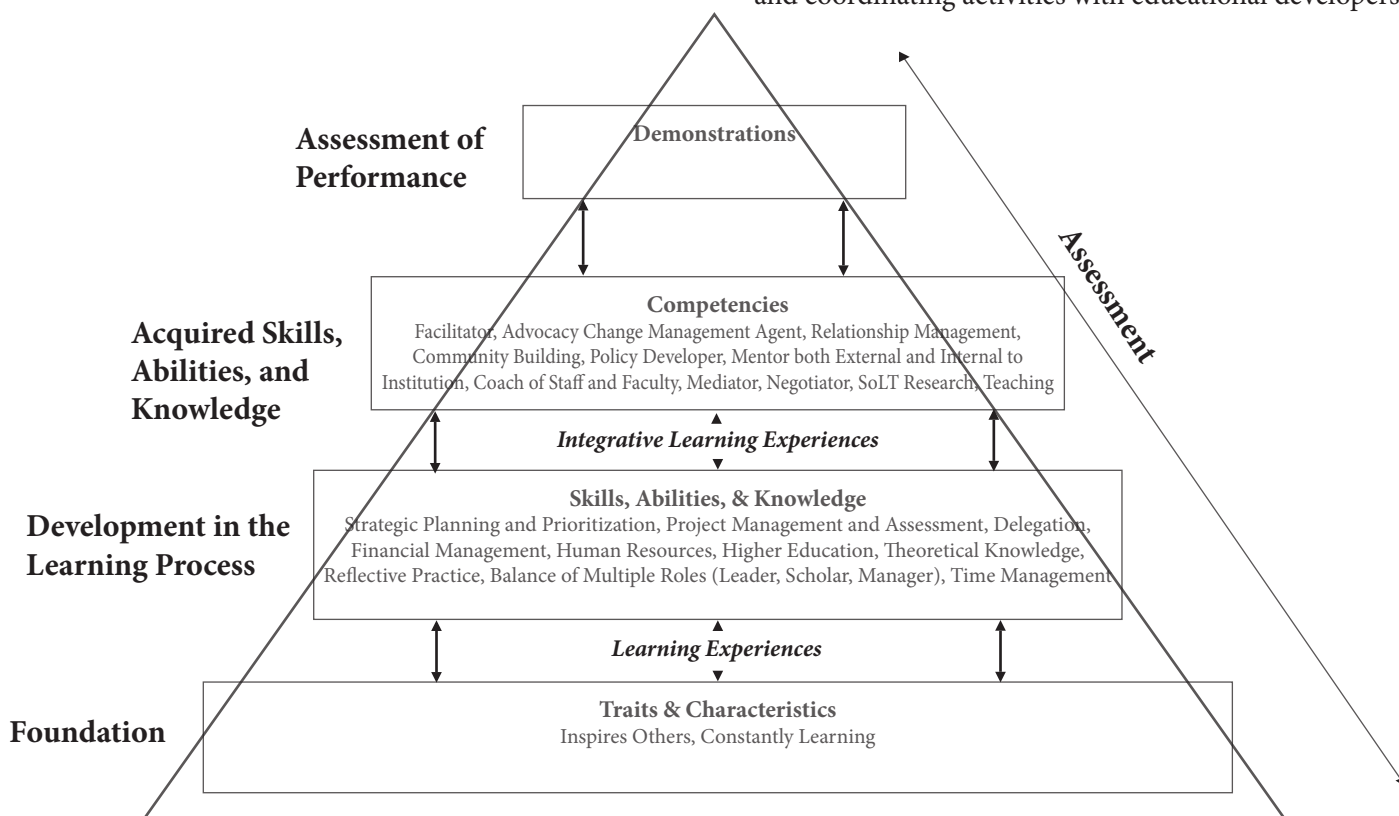 and coordinating activities with educational developers
Assessment of
Performance
Demonstrations
Assessment
Acquired Skills,
Abilities, and
Knowledge
Competencies
Facilitator, Advocacy Change Management Agent, Relationship Management,
Community Building, Policy Developer, Mentor both External and Internal to
Institution, Coach of Staff and Faculty, Mediator, Negotiator, SoLT Research, Teaching
Integrative Learning Experiences
Development in the
Learning Process
Skills, Abilities, & Knowledge
Strategic Planning and Prioritization, Project Management and Assessment, Delegation,
Financial Management, Human Resources, Higher Education, Theoretical Knowledge,
Reflective Practice, Balance of Multiple Roles (Leader, Scholar, Manager), Time Management
Learning Experiences
Foundation
Traits & Characteristics
Inspires Others, Constantly Learning